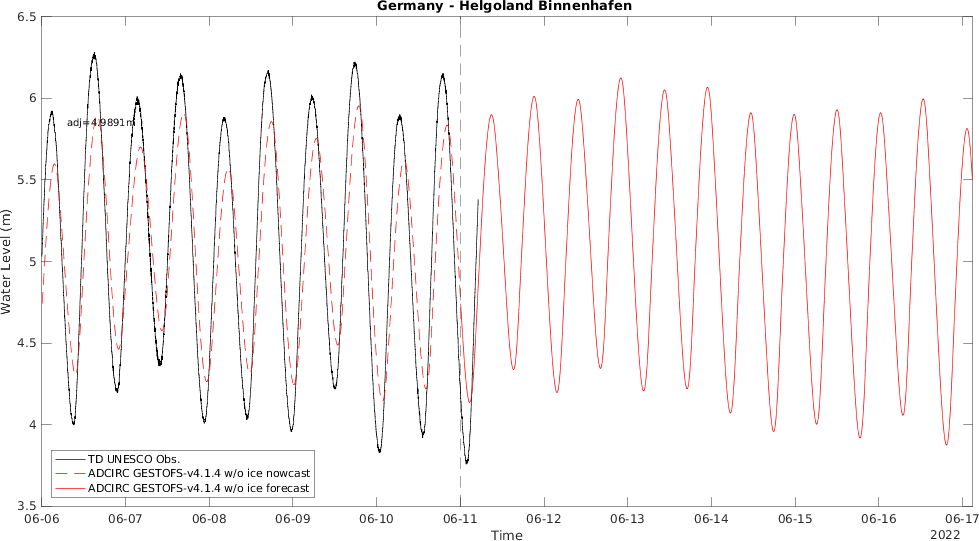 Germany - Helgoland Binnenhafen
6.5
6
5.5
5
4.5
4
3.5
Water Level (m)
adj=4.9891m
TD UNESCO Obs.
ADCIRC GESTOFS-v4.1.4 w/o ice nowcast
ADCIRC GESTOFS-v4.1.4 w/o ice forecast
06-06 06-07 06-08 06-09 06-10 06-11 06-12 06-13 06-14 06-15 06-16 06-17
Time
2022